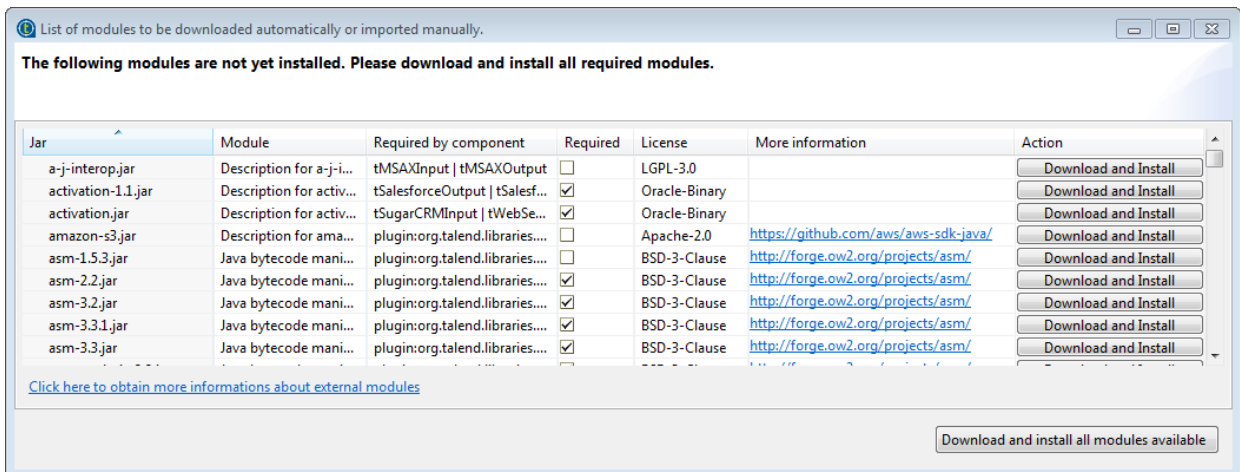 List of modules to be downloaded automatically or imported manually.
The following modules are not yet installed. Please download and install all required modules.
Jar Module Required by component Required License More information Action
a-j-interop.jar Description for a-j-i... tMSAXInput | tMSAXOutput LGPL-3.0 Download and Install
activation-1.1.jar Description for activ... tSalesforceOutput | tSalesf... Oracle-Binary Download and Install
activation.jar Description for activ... tSugarCRMInput | tWebSe... Oracle-Binary Download and Install
amazon-s3.jar Description for ama... plugin:org.talend.libraries.... Apache-2.0 https://github.com/aws/aws-sdk-java/ Download and Install
asm-1.5.3.jar Java bytecode mani... plugin:org.talend.libraries.... BSD-3-Clause http://forge.ow2.org/projects/asm/ Download and Install
asm-2.2.jar Java bytecode mani... plugin:org.talend.libraries.... BSD-3-Clause http://forge.ow2.org/projects/asm/ Download and Install
asm-3.2.jar Java bytecode mani... plugin:org.talend.libraries.... BSD-3-Clause http://forge.ow2.org/projects/asm/ Download and Install
asm-3.3.1.jar Java bytecode mani... plugin:org.talend.libraries.... BSD-3-Clause http://forge.ow2.org/projects/asm/ Download and Install
asm-3.3.jar Java bytecode mani... plugin:org.talend.libraries.... BSD-3-Clause http://forge.ow2.org/projects/asm/ Download and Install
Click here to obtain more informations about external modules
Download and install all modules available